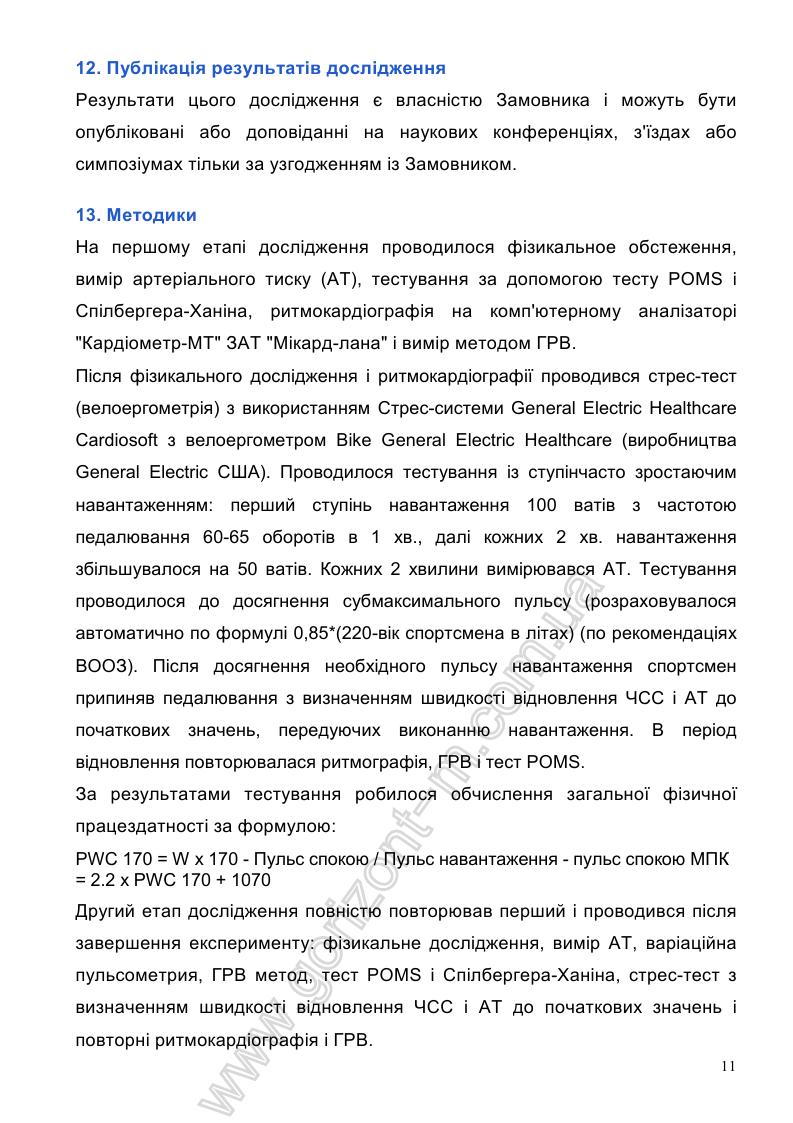 12. Публікація результатів дослідження
Результати цього дослідження є власністю Замовника і можуть бути
опубліковані або доповіданні на наукових конференціях, з'їздах або
симпозіумах тільки за узгодженням із Замовником.
13. Методики
На першому етапі дослідження проводилося фізикальное обстеження,
вимір артеріального тиску (АТ), тестування за допомогою тесту POMS і
Спілбергера-Ханіна, ритмокардіографія на комп'ютерному аналізаторі
"Кардіометр-МТ" ЗАТ "Мікард-лана" і вимір методом ГРВ.
Після фізикального дослідження і ритмокардіографії проводився стрес-тест
(велоергометрія) з використанням Стрес-системи General Electric Healthcare
Cardiosoft з велоергометром Bike General Electric Healthcare (виробництва
General Electric США). Проводилося тестування із ступінчасто зростаючим
навантаженням: перший ступінь навантаження 100 ватів з частотою
педалювання 60-65 оборотів в 1 хв., далі кожних 2 хв. навантаження
збільшувалося на 50 ватів. Кожних 2 хвилини вимірювався АТ. Тестування
проводилося до досягнення субмаксимального пульсу (розраховувалося
автоматично по формулі 0,85*(220-вік спортсмена в літах) (по рекомендаціях
ВООЗ). Після досягнення необхідного пульсу навантаження спортсмен
припиняв педалювання з визначенням швидкості відновлення ЧСС і АТ до
початкових значень, передуючих виконанню навантаження. В період
відновлення повторювалася ритмографія, ГРВ і тест POMS.
За результатами тестування робилося обчислення загальної фізичної
працездатності за формулою:
PWC 170 = W x 170 - Пульс спокою / Пульс навантаження - пульс спокою МПК
= 2.2 x PWC 170 + 1070
Другий етап дослідження повністю повторював перший і проводився після
завершення експерименту: фізикальне дослідження, вимір АТ, варіаційна
пульсометрия, ГРВ метод, тест POMS і Спілбергера-Ханіна, стрес-тест з
визначенням швидкості відновлення ЧСС і АТ до початкових значень і
повторні ритмокардіографія і ГРВ.
11
www.gorizont-m.com.ua